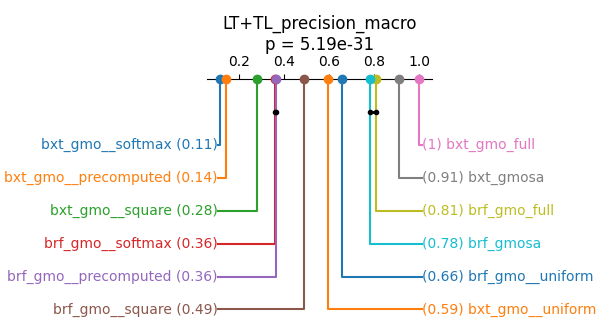 LT+TL_precision_macro
p = 5.19e-31
0.2 0.4 0.6 0.8 1.0
bxt_gmo__softmax (0.11)
(1) bxt_gmo_full
bxt_gmo__precomputed (0.14)
(0.91) bxt_gmosa
bxt_gmo__square (0.28)
(0.81) brf_gmo_full
brf_gmo__softmax (0.36)
(0.78) brf_gmosa
brf_gmo__precomputed (0.36)
(0.66) brf_gmo__uniform
brf_gmo__square (0.49)
(0.59) bxt_gmo__uniform